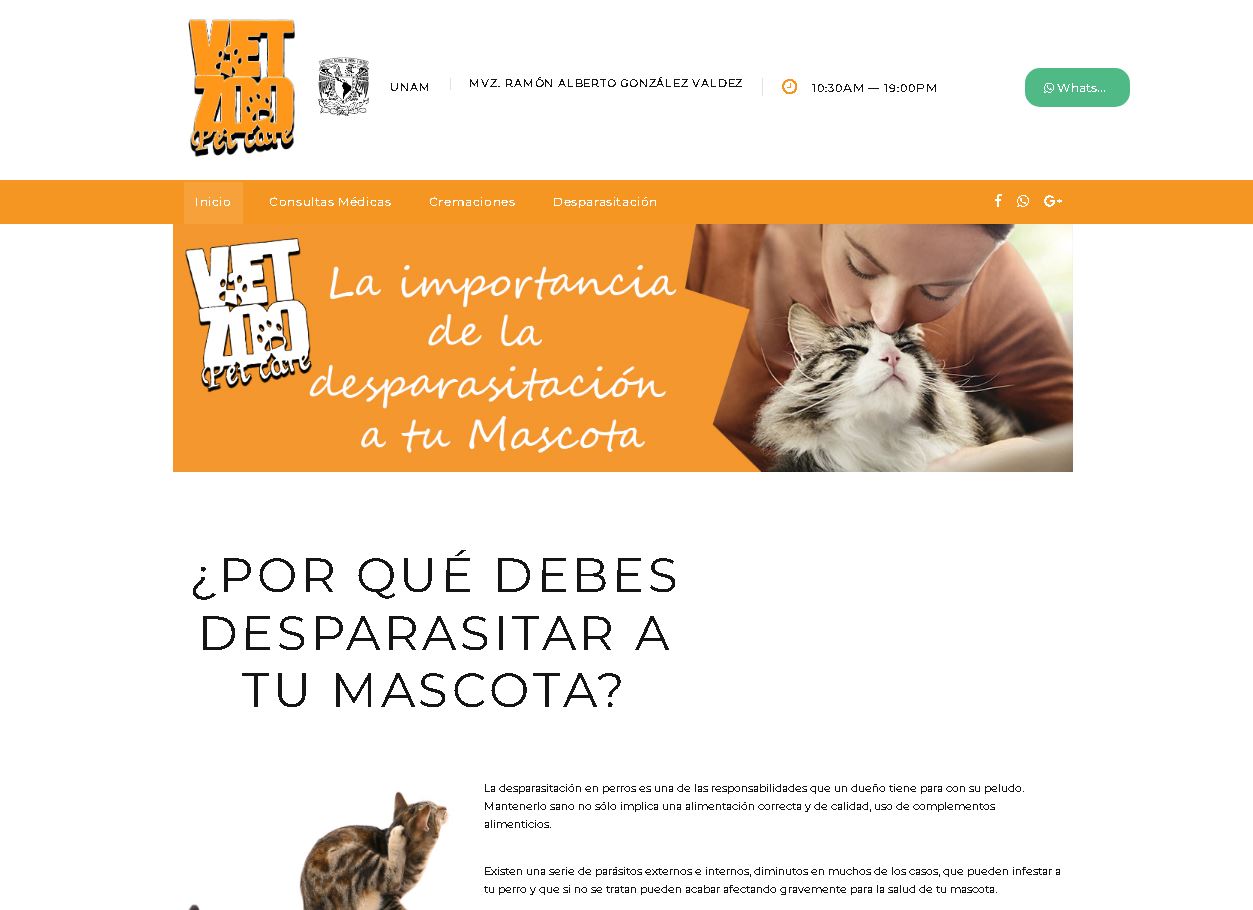 VET
ZOO
Pet care
UNAM
MVZ. RAMÓN ALBERTO GONZÁLEZ VALDEZ
10:30AM — 19:00PM
Whats...
Inicio
Consultas Médicas
Cremaciones
Desparasitación
VET
ZOO
Pet care
La importancia
de la
desparasitación
a tu Mascota
¿POR QUÉ DEBES
DESPARASITAR A
TU MASCOTA?
La desparasitación en perros es una de las responsabilidades que un dueño tiene para con su peludo.
Mantenerlo sano no sólo implica una alimentación correcta y de calidad, uso de complementos
alimenticios.
Existen una serie de parásitos externos e internos, diminutos en muchos de los casos, que pueden infestar a
tu perro y que si no se tratan pueden acabar afectando gravemente para la salud de tu mascota.